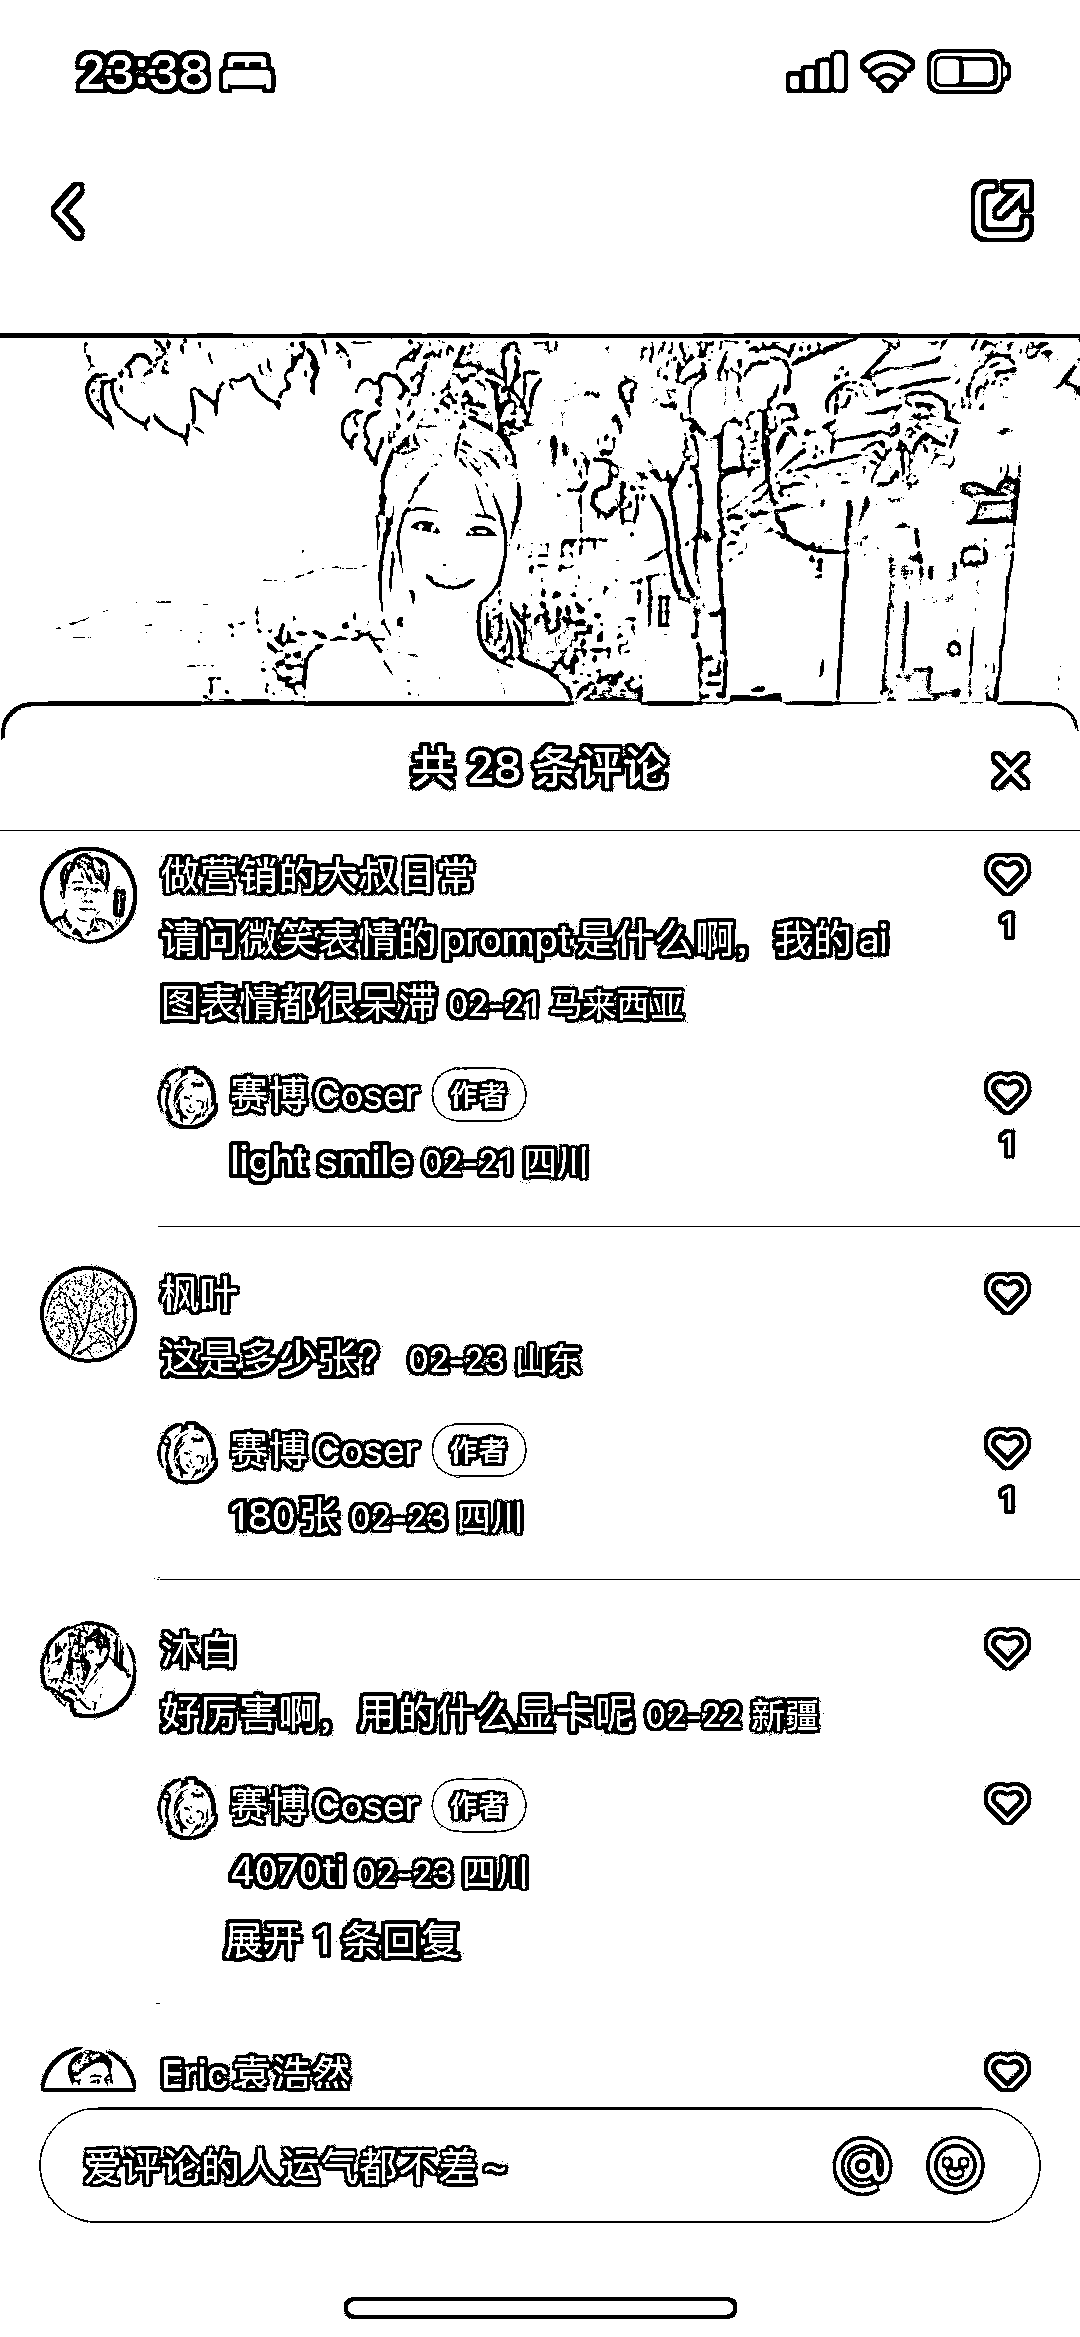 23:38
共 28 条评论
做营销的大叔日常
请问微笑表情的prompt是什么啊，我的ai
图表情都很呆滞 02-21 马来西亚
1
赛博Coser 作者
light smile 02-21 四川
1
枫叶
这是多少张？ 02-23 山东
赛博Coser 作者
180张 02-23 四川
1
沐白
好厉害啊，用的什么显卡呢 02-22 新疆
赛博Coser 作者
4070ti 02-23 四川
展开 1 条回复
Eric袁浩然
爱评论的人运气都不差~ @